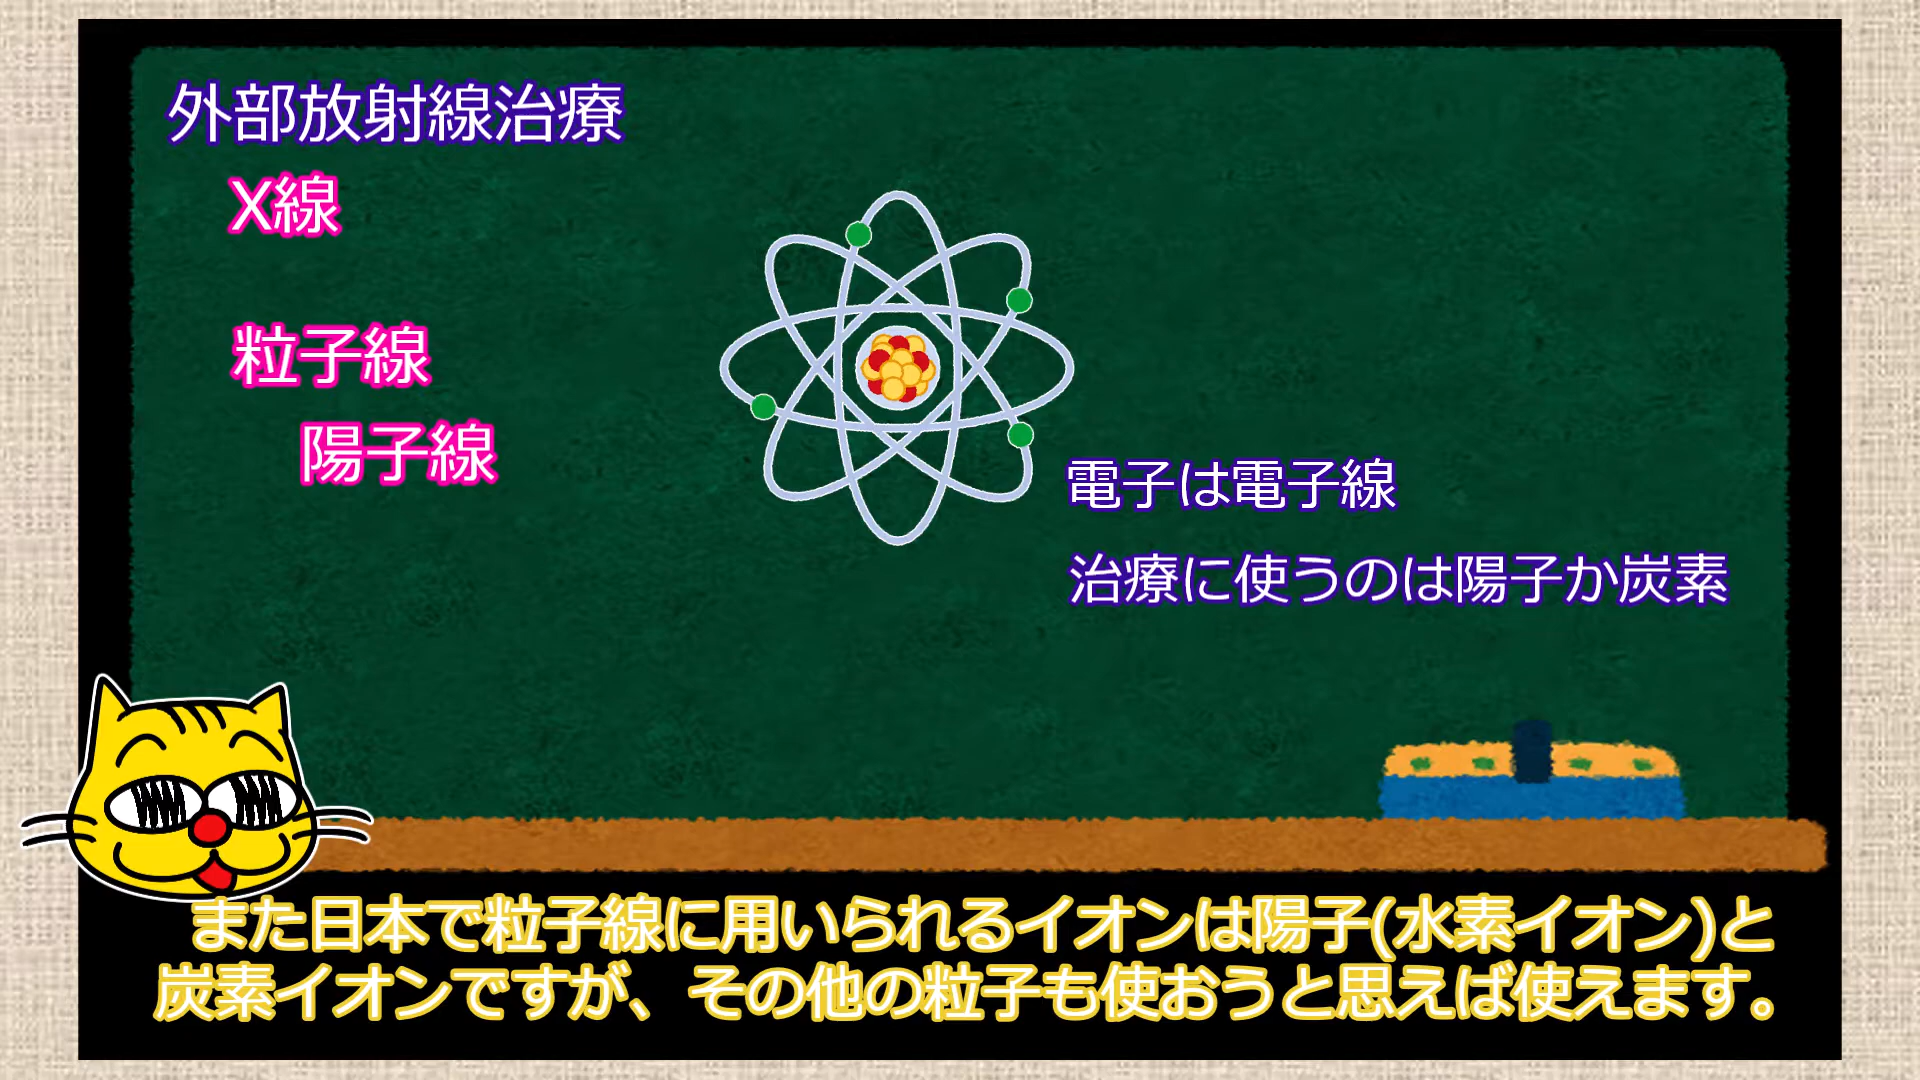 外部放射線治療
X線
粒子線
陽子線
電子は電子線
治療に使うのは陽子か炭素
また日本で粒子線に用いられるイオンは陽子(水素イオン)と
炭素イオンですが、その他の粒子も使おうと思えば使えます。